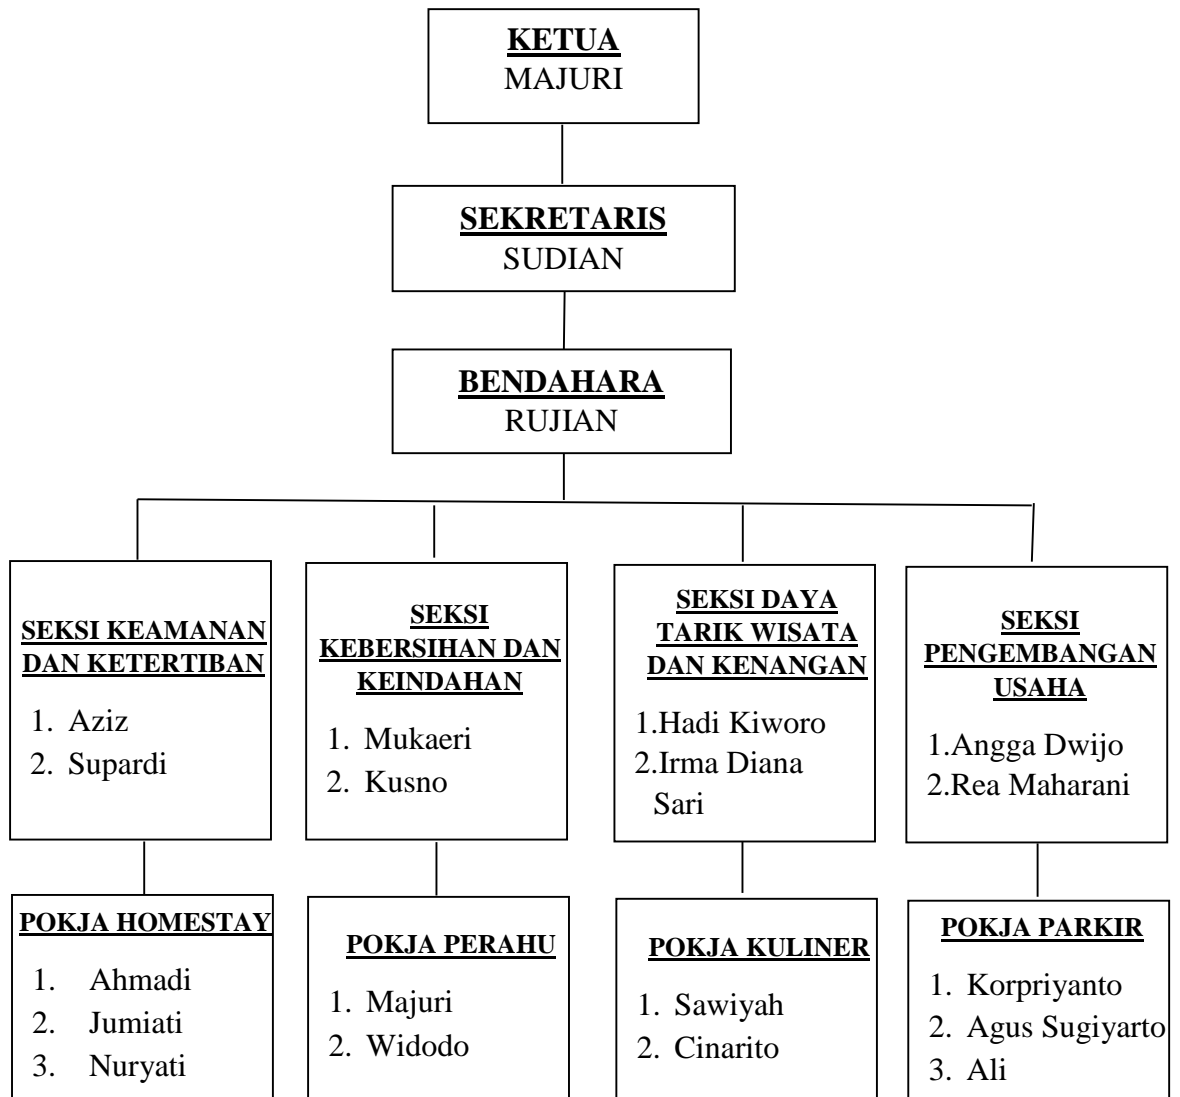 KETUA
MAJURI
SEKRETARIS
SUDIAN
BENDAHARA
RUJIAN
SEKSI KEAMANAN
DAN KETERTIBAN
1. Aziz
2. Supardi
SEKSI
KEBERSIHAN DAN
KEINDAHAN
1. Mukaeri
2. Kusno
SEKSI DAYA
TARIK WISATA
DAN KENANGAN
1.Hadi Kiworo
2.Irma Diana
Sari
SEKSI
PENGEMBANGAN
USAHA
1.Angga Dwijo
2.Rea Maharani
POKJA HOMESTAY
1. Ahmadi
2. Jumiati
3. Nuryati
POKJA PERAHU
1. Majuri
2. Widodo
POKJA KULINER
1. Sawiyah
2. Cinarito
POKJA PARKIR
1. Korpriyanto
2. Agus Sugiyarto
3. Ali